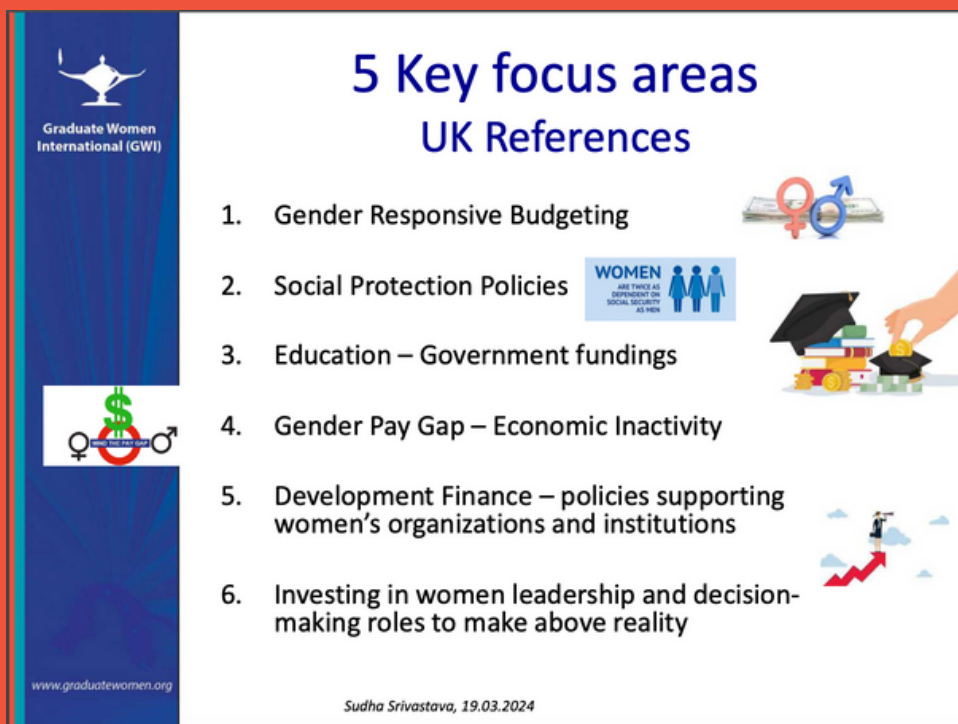 Graduate Women
International (GWI)
5 Key focus areas
UK References
1. Gender Responsive Budgeting
2. Social Protection Policies
WOMEN
ARE TWICE AS
DEPENDENT ON
SOCIAL SECURITY
AS MEN
3. Education – Government fundings
$
MIND THE PAY GAP
4. Gender Pay Gap – Economic Inactivity
5. Development Finance – policies supporting
women's organizations and institutions
6. Investing in women leadership and decision-
making roles to make above reality
www.graduatewomen.org
Sudha Srivastava, 19.03.2024